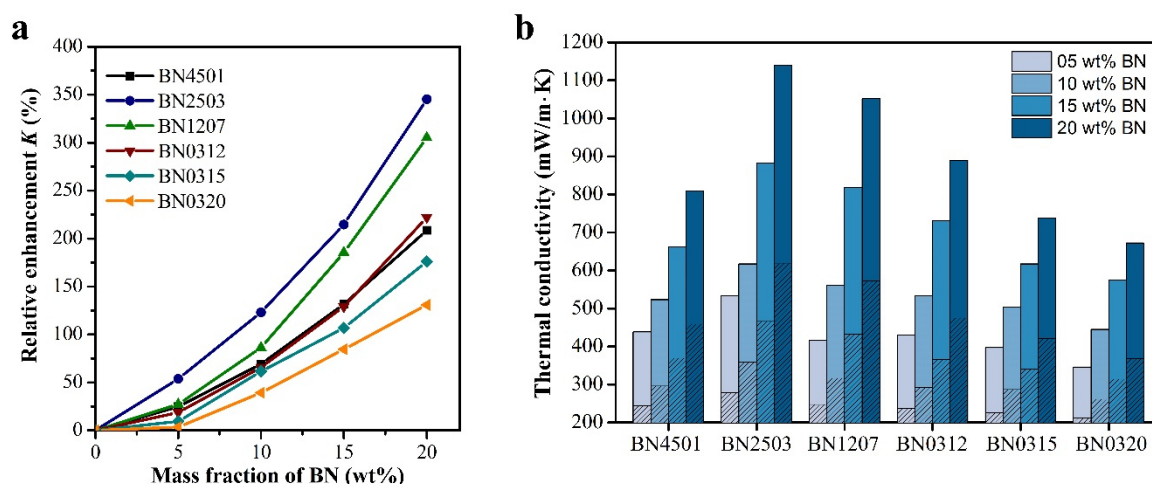 a
400
350
300
250
200
150
100
50
0
Relative enhancement K (%)
BN4501
BN2503
BN1207
BN0312
BN0315
BN0320
0 5 10 15 20
Mass fraction of BN (wt%)
b
1200
1100
1000
900
800
700
600
500
400
300
200
Thermal conductivity (mW/m·K)
05 wt% BN
10 wt% BN
15 wt% BN
20 wt% BN
BN4501 BN2503 BN1207 BN0312 BN0315 BN0320